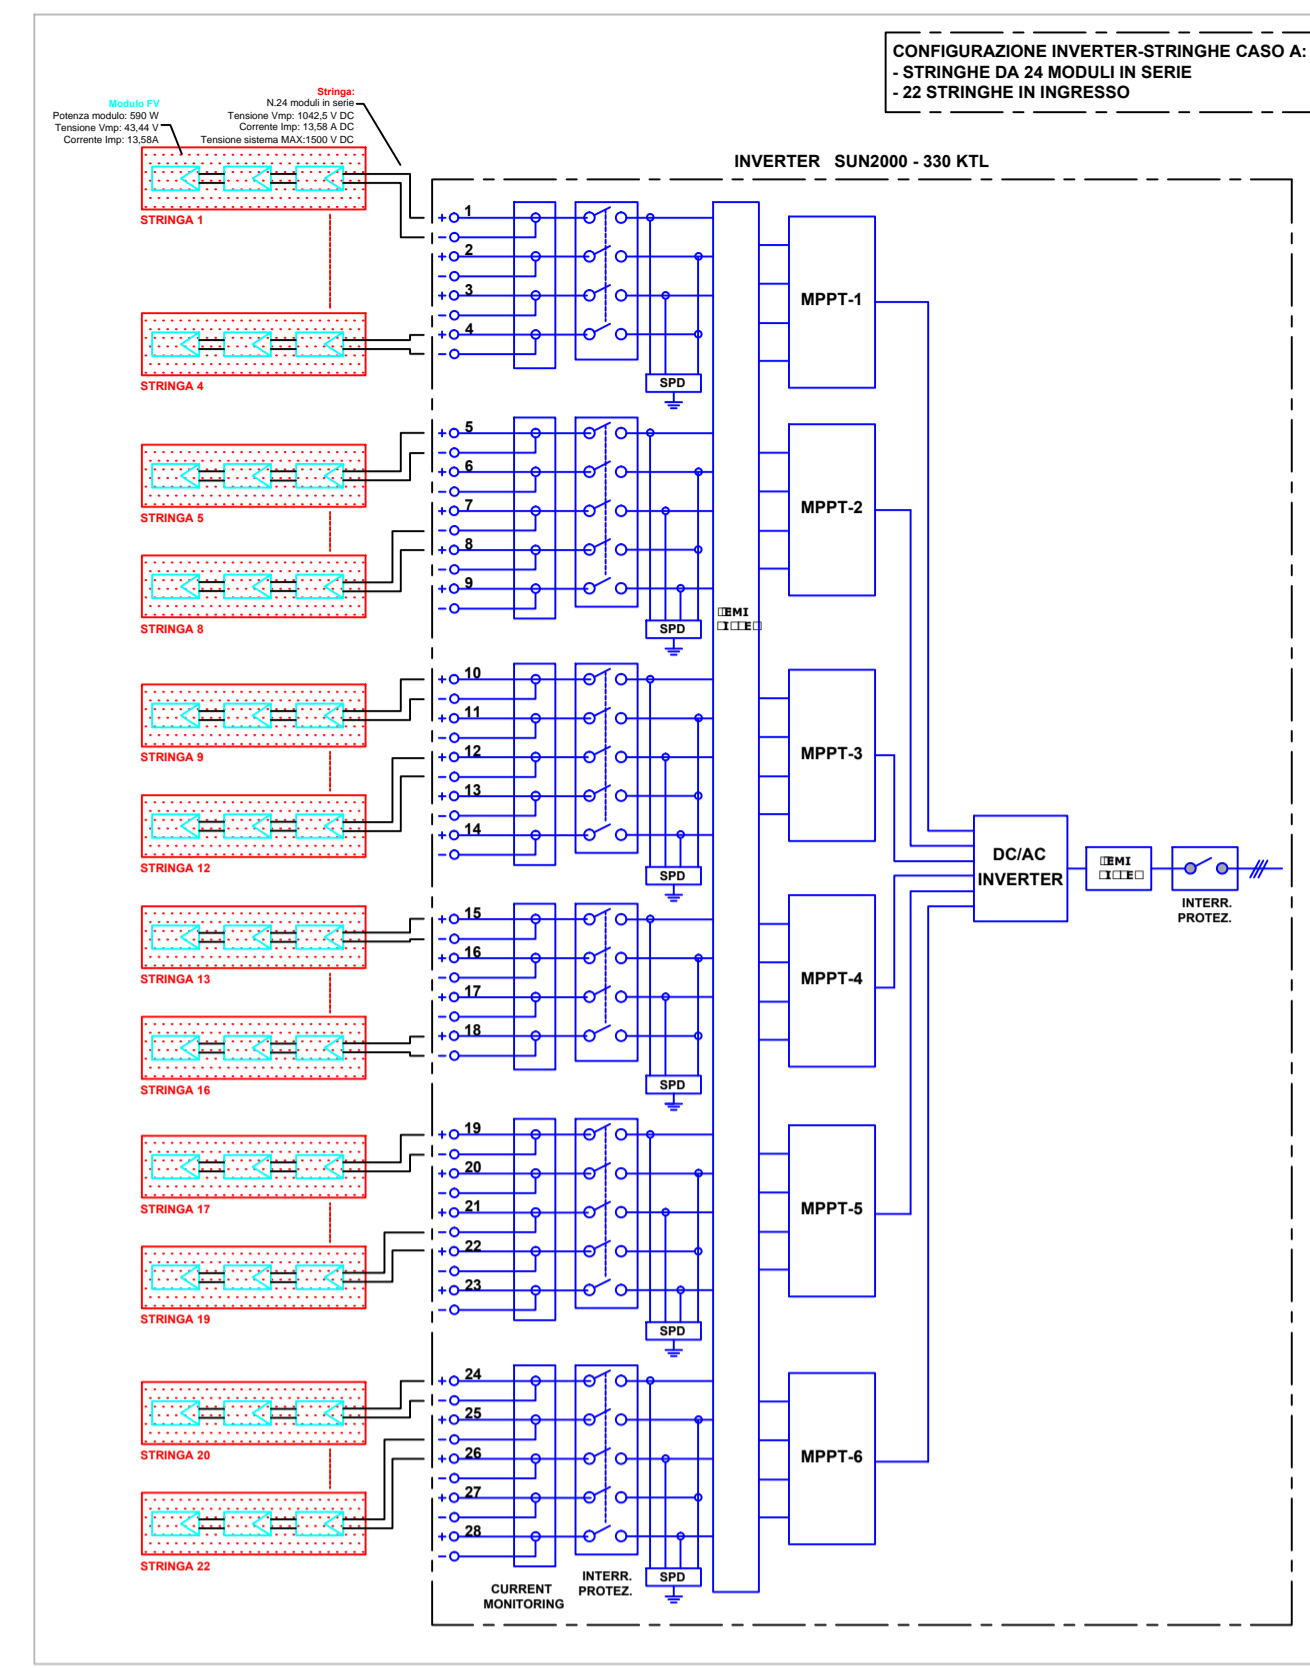 CONFIGURAZIONE INVERTER-STRINGHE CASO A:
- STRINGHE DA 24 MODULI IN SERIE
- 22 STRINGHE IN INGRESSO
Modulo FV
Potenza modulo: 590 W
Tensione Vmp: 43,44 V
Corrente Imp: 13,58A
Stringa:
N.24 moduli in serie
Tensione Vmp: 1042,5 V DC
Corrente Imp: 13,58 A DC
Tensione sistema MAX:1500 V DC
INVERTER SUN2000 - 330 KTL
STRINGA 1
STRINGA 4
+ 1
-
+ 2
-
+ 3
-
+ 4
-
SPD
MPPT-1
STRINGA 5
STRINGA 8
+ 5
-
+ 6
-
+ 7
-
+ 8
-
+ 9
-
SPD
MPPT-2
EMI
STRINGA 9
STRINGA 12
+ 10
-
+ 11
-
+ 12
-
+ 13
-
+ 14
-
SPD
MPPT-3
STRINGA 13
STRINGA 16
+ 15
-
+ 16
-
+ 17
-
+ 18
-
SPD
MPPT-4
DC/AC
INVERTER
EMI
INTERR.
PROTEZ.
STRINGA 17
STRINGA 19
+ 19
-
+ 20
-
+ 21
-
+ 22
-
+ 23
-
SPD
MPPT-5
STRINGA 20
STRINGA 22
+ 24
-
+ 25
-
+ 26
-
+ 27
-
+ 28
-
SPD
MPPT-6
CURRENT
MONITORING
INTERR.
PROTEZ.